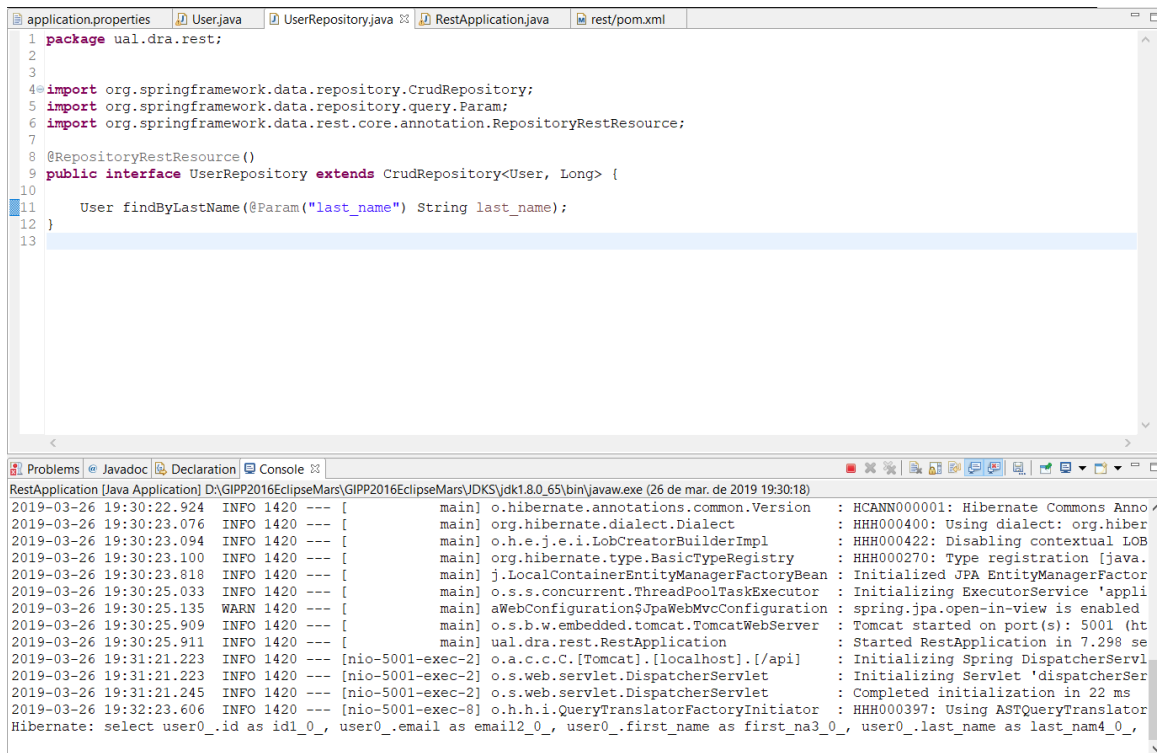 application.properties User.java UserRepository.java RestApplication.java rest/pom.xml
1 package ual.dra.rest;
2
3
4 import org.springframework.data.repository.CrudRepository;
5 import org.springframework.data.repository.query.Param;
6 import org.springframework.data.rest.core.annotation.RepositoryRestResource;
7
8 @RepositoryRestResource()
9 public interface UserRepository extends CrudRepository<User, Long> {
10
11     User findByLastName(@Param("last_name") String last_name);
12 }
13
Problems @ Javadoc Declaration Console
RestApplication [Java Application] D:\GIPP2016EclipseMars\GIPP2016EclipseMars\JDKS\jdk1.8.0_65\bin\javaw.exe (26 de mar. de 2019 19:30:18)
2019-03-26 19:30:22.924  INFO 1420 --- [           main] o.hibernate.annotations.common.Version   : HCANN000001: Hibernate Commons Anno
2019-03-26 19:30:23.076  INFO 1420 --- [           main] org.hibernate.dialect.Dialect            : HHH000400: Using dialect: org.hiber
2019-03-26 19:30:23.094  INFO 1420 --- [           main] o.h.e.j.e.i.LobCreatorBuilderImpl        : HHH000422: Disabling contextual LOB
2019-03-26 19:30:23.100  INFO 1420 --- [           main] org.hibernate.type.BasicTypeRegistry     : HHH000270: Type registration [java.
2019-03-26 19:30:23.818  INFO 1420 --- [           main] j.LocalContainerEntityManagerFactoryBean : Initialized JPA EntityManagerFactor
2019-03-26 19:30:25.033  INFO 1420 --- [           main] o.s.s.concurrent.ThreadPoolTaskExecutor  : Initializing ExecutorService 'appli
2019-03-26 19:30:25.135  WARN 1420 --- [           main] aWebConfiguration$JpaWebMvcConfiguration : spring.jpa.open-in-view is enabled
2019-03-26 19:30:25.909  INFO 1420 --- [           main] o.s.b.w.embedded.tomcat.TomcatWebServer  : Tomcat started on port(s): 5001 (ht
2019-03-26 19:30:25.911  INFO 1420 --- [           main] ual.dra.rest.RestApplication             : Started RestApplication in 7.298 se
2019-03-26 19:31:21.223  INFO 1420 --- [nio-5001-exec-2] o.a.c.c.C.[Tomcat].[localhost].[/api]    : Initializing Spring DispatcherServl
2019-03-26 19:31:21.223  INFO 1420 --- [nio-5001-exec-2] o.s.web.servlet.DispatcherServlet        : Initializing Servlet 'dispatcherSer
2019-03-26 19:31:21.245  INFO 1420 --- [nio-5001-exec-2] o.s.web.servlet.DispatcherServlet        : Completed initialization in 22 ms
2019-03-26 19:32:23.606  INFO 1420 --- [nio-5001-exec-8] o.h.h.i.QueryTranslatorFactoryInitiator  : HHH000397: Using ASTQueryTranslator
Hibernate: select user0_.id as id1_0_, user0_.email as email2_0_, user0_.first_name as first_na3_0_, user0_.last_name as last_nam4_0_,